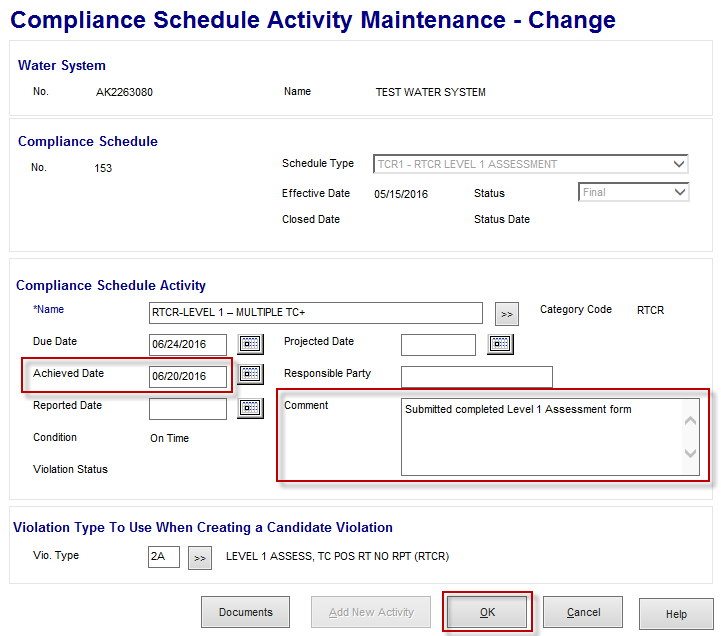 Compliance Schedule Activity Maintenance - Change
Water System
No. AK2263080 Name TEST WATER SYSTEM
Compliance Schedule
No. 153 Schedule Type TCR1 - RTCR LEVEL 1 ASSESSMENT
Effective Date 05/15/2016 Status Final
Closed Date Status Date
Compliance Schedule Activity
*Name RTCR-LEVEL 1 – MULTIPLE TC+ >> Category Code RTCR
Due Date 06/24/2016 Projected Date
Achieved Date 06/20/2016 Responsible Party
Reported Date Comment Submitted completed Level 1 Assessment form
Condition On Time
Violation Status
Violation Type To Use When Creating a Candidate Violation
Vio. Type 2A >> LEVEL 1 ASSESS, TC POS RT NO RPT (RTCR)
Documents Add New Activity OK Cancel Help